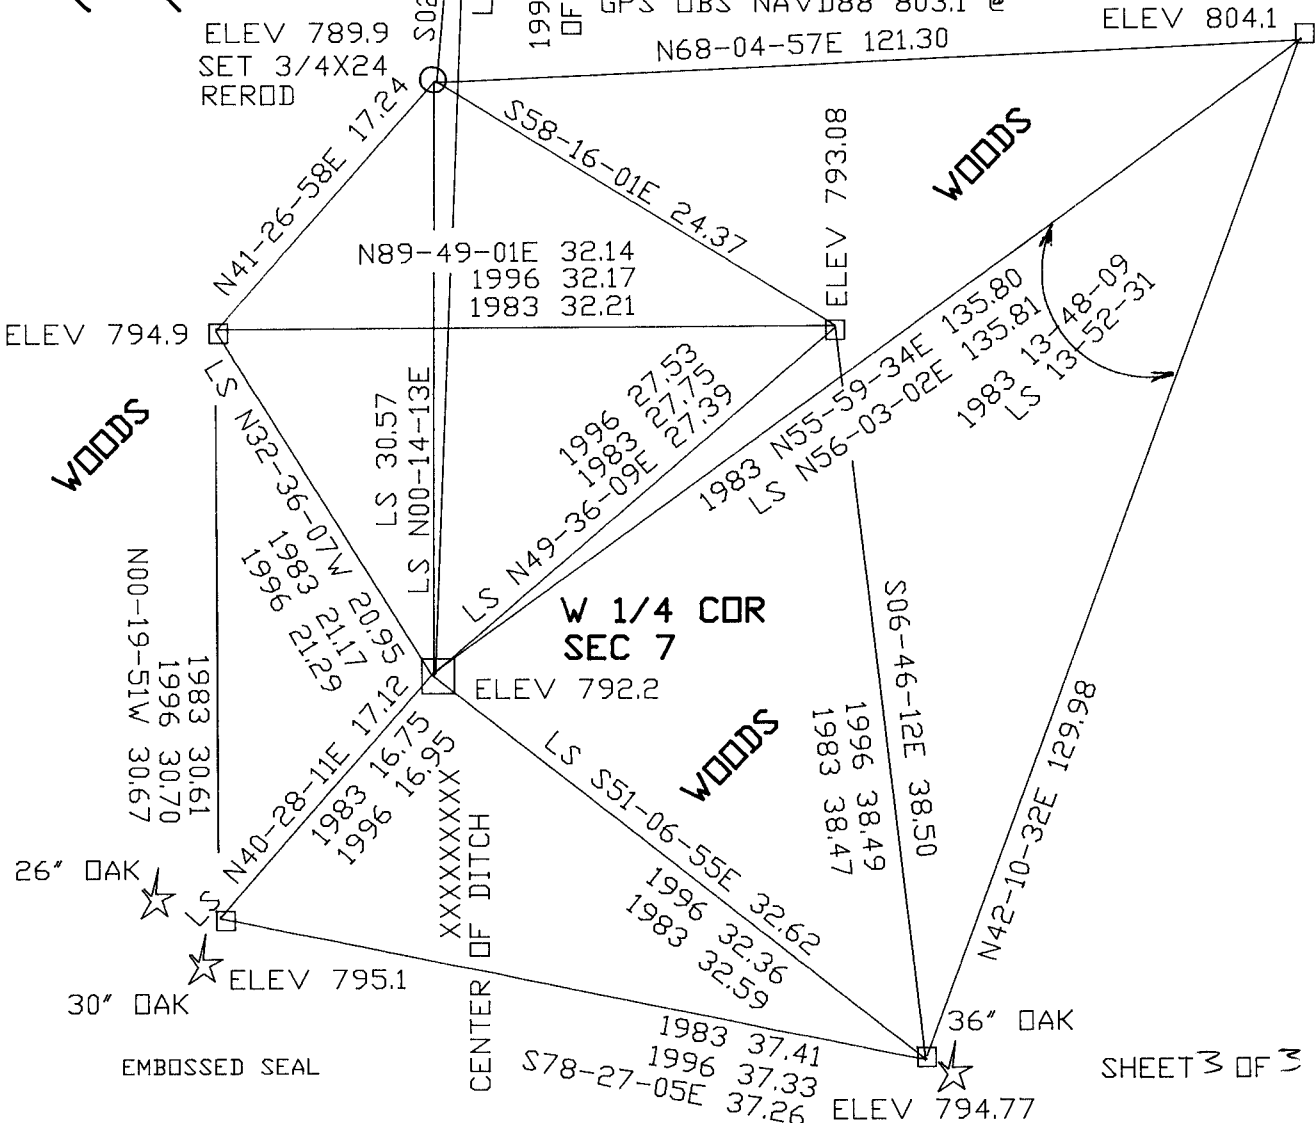 GPS OBS NAVD88 803.1 @
ELEV 804.1
ELEV 789.9
SET 3/4X24
REROD
S02
199
OF
N68-04-57E 121.30
N41-26-58E 17.24
S58-16-01E 24.37
ELEV 793.08
WOODS
N89-49-01E 32.14
1996 32.17
1983 32.21
ELEV 794.9
WOODS
LS N32-36-07W 20.95
1983 21.17
1996 21.29
LS 30.57
LS N00-14-13E
1996 27.53
1983 27.75
LS N49-36-09E 27.39
1983 N55-59-34E 135.80
LS N56-03-02E 135.81
1983 13-48-09
LS 13-52-31
W 1/4 COR
SEC 7
ELEV 792.2
1983 30.61
1996 30.70
N00-19-51W 30.67
LS N40-28-11E 17.12
1983 16.75
1996 16.95
XXXXXXXXX
CENTER OF DITCH
WOODS
LS S51-06-55E 32.62
1996 32.36
1983 32.59
S06-46-12E 38.50
1996 38.49
1983 38.47
N42-10-32E 129.98
26" OAK
30" OAK
ELEV 795.1
EMBOSSED SEAL
1983 37.41
1996 37.33
S78-27-05E 37.26
36" OAK
ELEV 794.77
SHEET 3 OF 3